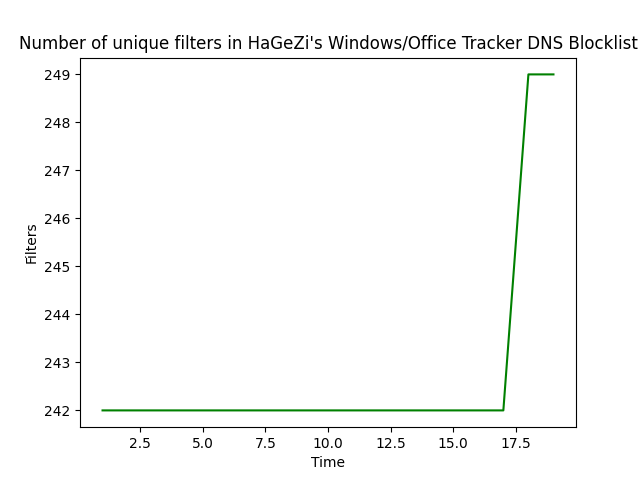 Number of unique filters in HaGeZi's Windows/Office Tracker DNS Blocklist
249
248
247
246
245
244
243
242
Filters
2.5 5.0 7.5 10.0 12.5 15.0 17.5
Time